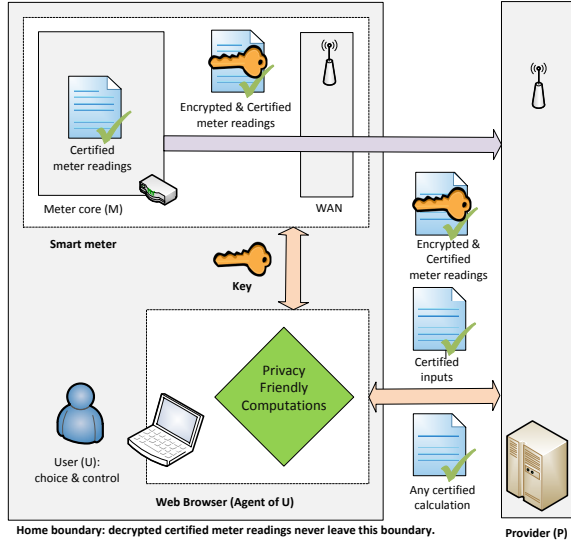 Encrypted & Certified
meter readings
Certified
meter readings
Meter core (M)
WAN
Smart meter
Key
Encrypted &
Certified
meter readings
Certified
inputs
Privacy
Friendly
Computations
User (U):
choice & control
Any certified
calculation
Web Browser (Agent of U)
Home boundary: decrypted certified meter readings never leave this boundary.
Provider (P)